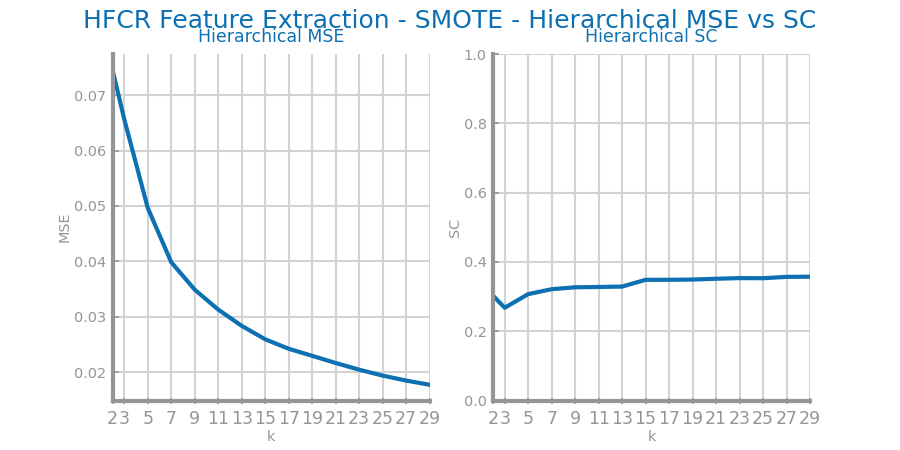 HFCR Feature Extraction - SMOTE - Hierarchical MSE vs SC
Hierarchical MSE
0.07
0.06
0.05
0.04
0.03
0.02
MSE
2 3 5 7 9 11 13 15 17 19 21 23 25 27 29
k
Hierarchical SC
1.0
0.8
0.6
0.4
0.2
0.0
SC
2 3 5 7 9 11 13 15 17 19 21 23 25 27 29
k